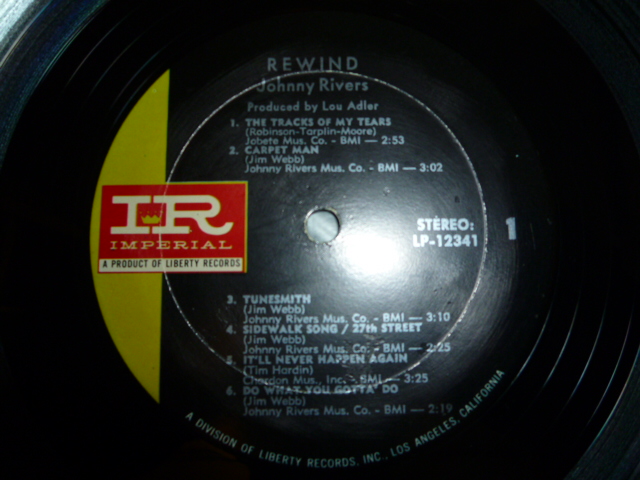 REWIND
Johnny Rivers
Produced by Lou Adler
1. THE TRACKS OF MY TEARS
(Robinson-Tarplin-Moore)
Jobete Mus. Co. - BMI — 2:53
2. CARPET MAN
(Jim Webb)
Johnny Rivers Mus. Co. - BMI — 3:02
IR
IMPERIAL
A PRODUCT OF LIBERTY RECORDS
STEREO:
LP-12341
1
3. TUNESMITH
(Jim Webb)
Johnny Rivers Mus. Co. - BMI — 3:10
4. SIDEWALK SONG / 27th STREET
(Jim Webb)
Johnny Rivers Mus. Co. - BMI — 2:25
5. IT'LL NEVER HAPPEN AGAIN
(Tim Hardin)
Chardon Mus., Inc. - BMI — 3:25
6. DO WHAT YOU GOTTA' DO
(Jim Webb)
Johnny Rivers Mus. Co. - BMI — 2:19
A DIVISION OF LIBERTY RECORDS, INC., LOS ANGELES, CALIFORNIA